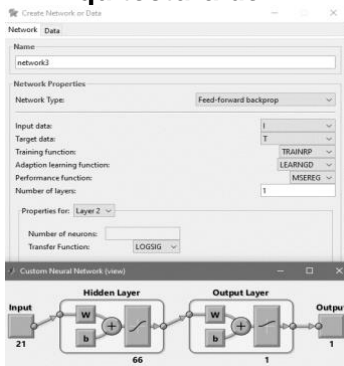 Create Network or Data
Network Data
Name
network3
Network Properties
Network Type: Feed-forward backprop
Input data: I
Target data: T
Training function: TRAINRP
Adaption learning function: LEARNGD
Performance function: MSEREG
Number of layers: 1
Properties for: Layer 2
Number of neurons:
Transfer Function: LOGSIG
Custom Neural Network (view)
Hidden Layer Output Layer
Input Output
W W
b b
21 66 1 1